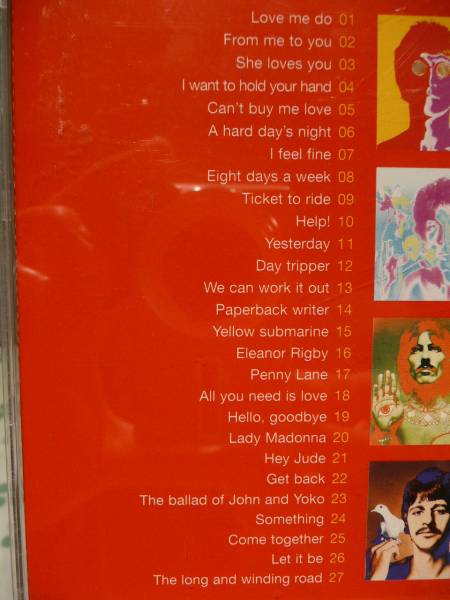 Love me do 01
From me to you 02
She loves you 03
I want to hold your hand 04
Can't buy me love 05
A hard day's night 06
I feel fine 07
Eight days a week 08
Ticket to ride 09
Help! 10
Yesterday 11
Day tripper 12
We can work it out 13
Paperback writer 14
Yellow submarine 15
Eleanor Rigby 16
Penny Lane 17
All you need is love 18
Hello, goodbye 19
Lady Madonna 20
Hey Jude 21
Get back 22
The ballad of John and Yoko 23
Something 24
Come together 25
Let it be 26
The long and winding road 27